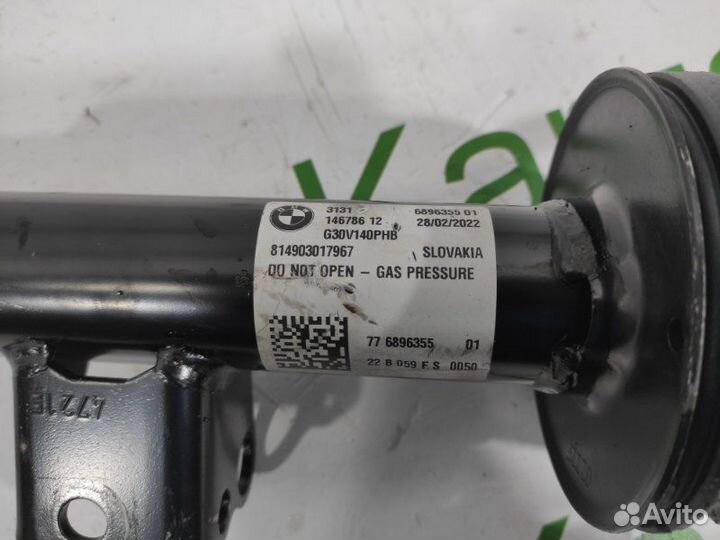 3131 6896355 01
146786 12 28/02/2022
G30V140PHB
814903017967 SLOVAKIA
DO NOT OPEN - GAS PRESSURE
77 6896355 01
22 B 059 F S 0050
4721E
Avito